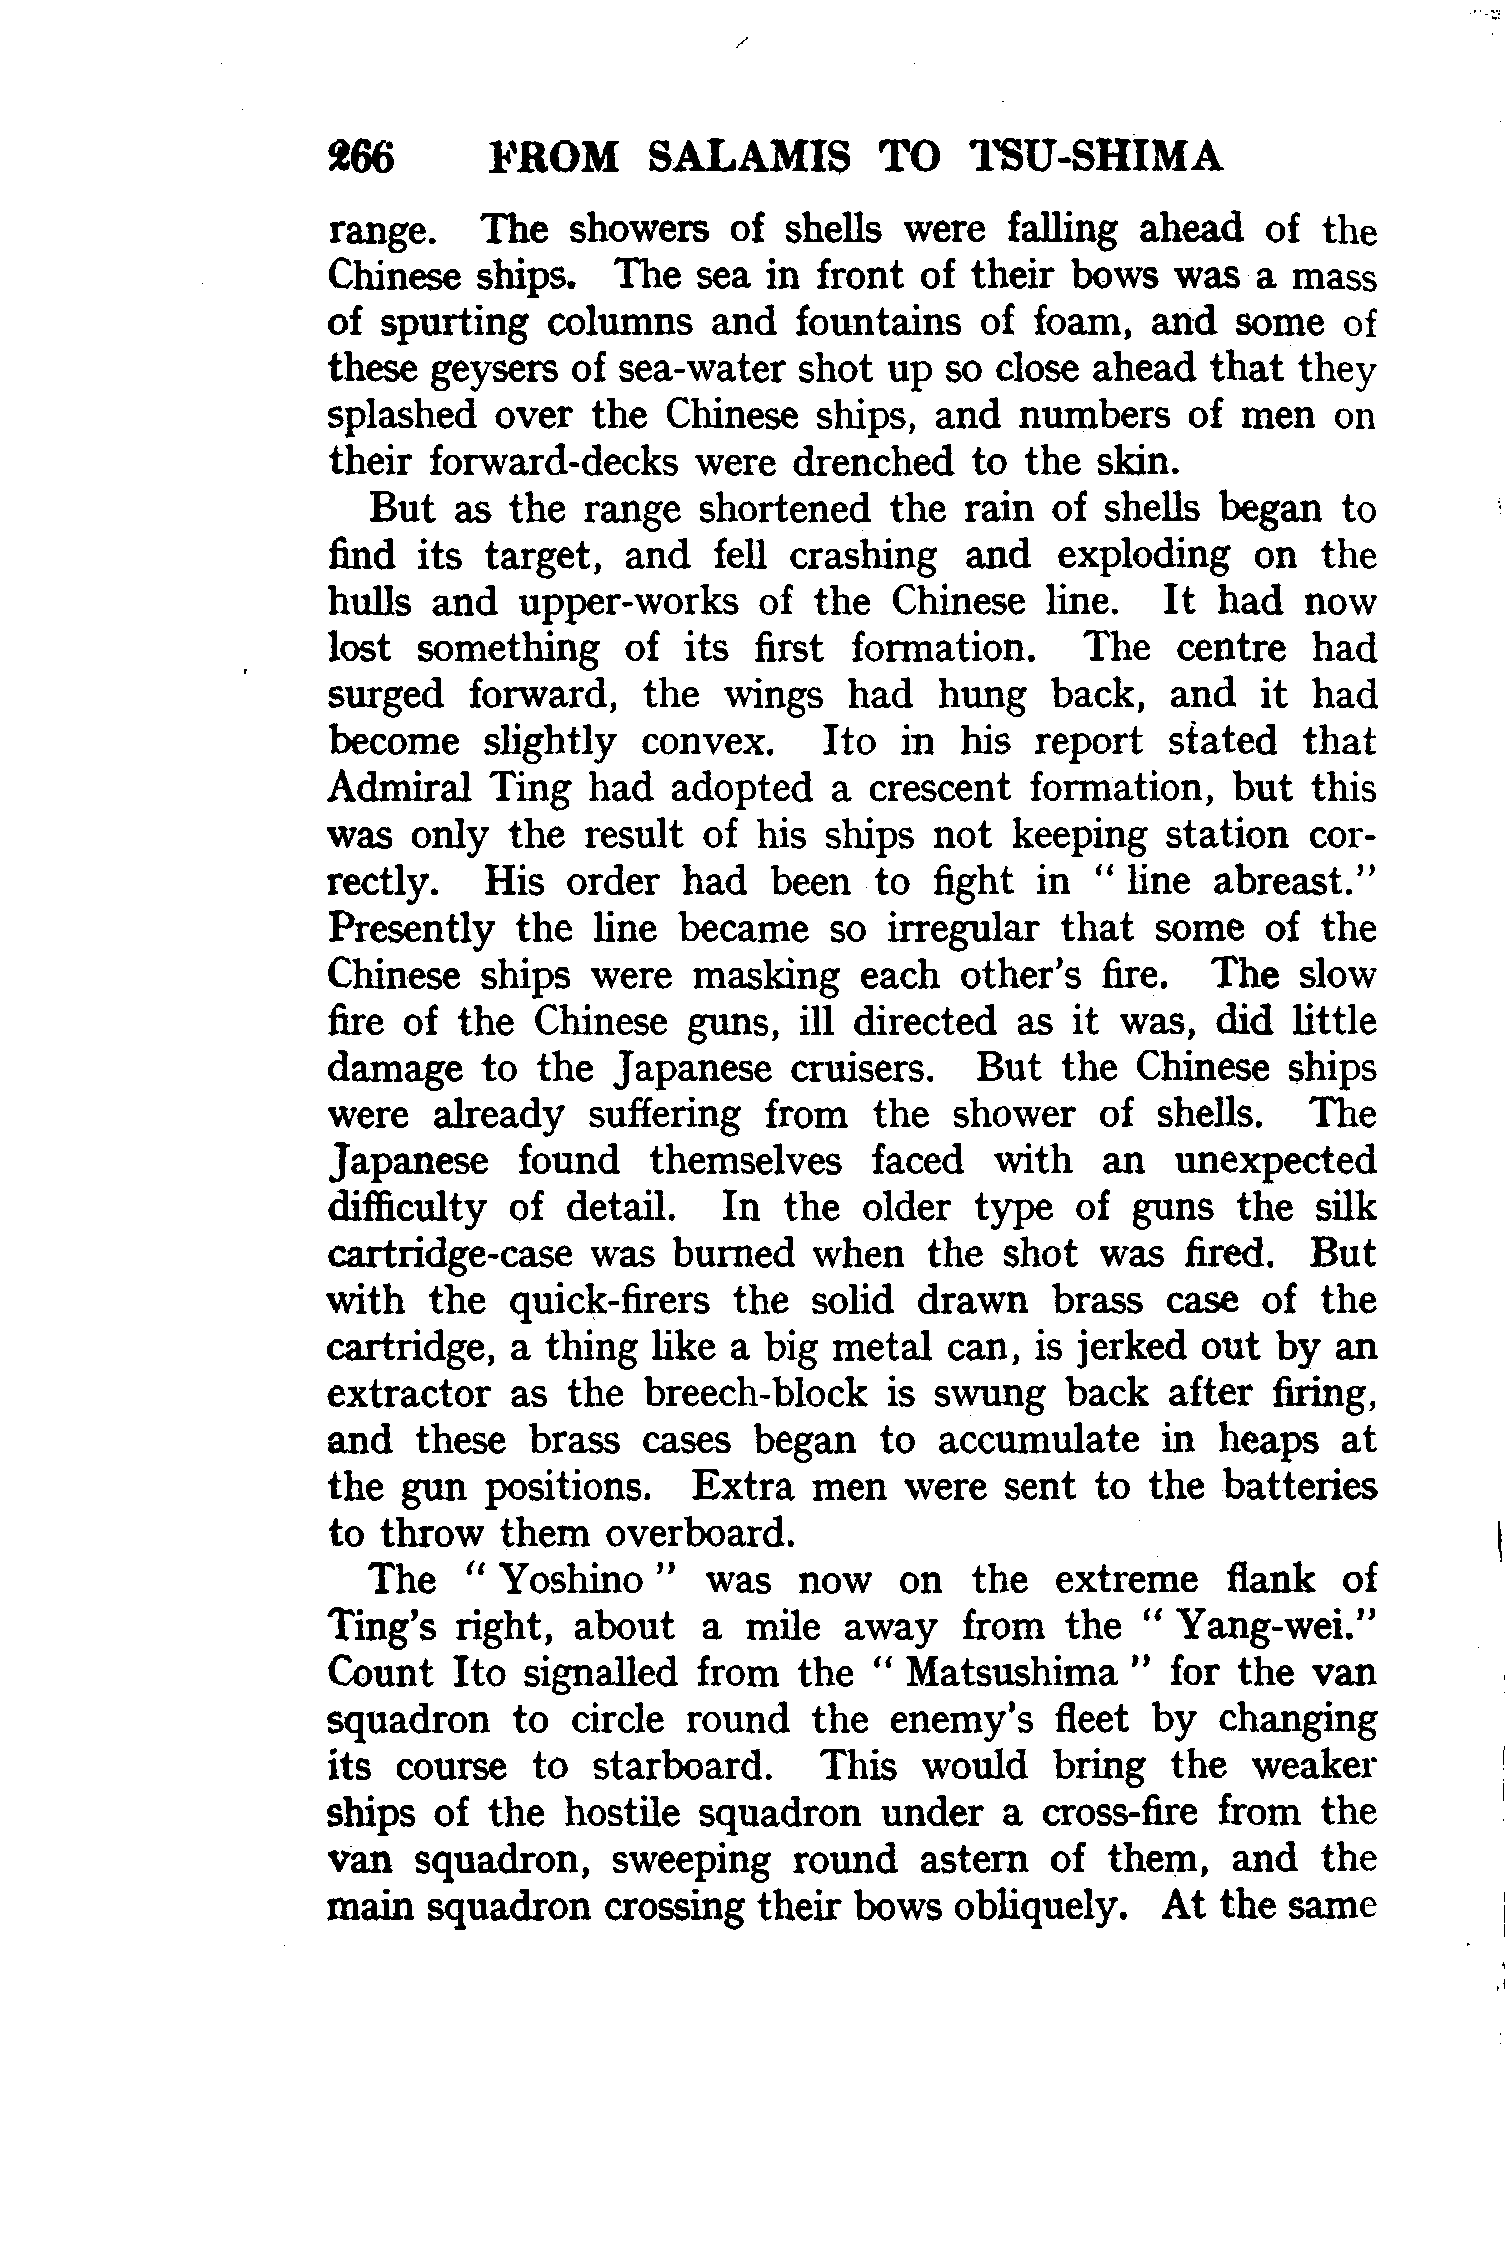 266 FROM SALAMIS TO TSU-SHIMA
range. The showers of shells were falling ahead of the
Chinese ships. The sea in front of their bows was a mass
of spurting columns and fountains of foam, and some of
these geysers of sea-water shot up so close ahead that they
splashed over the Chinese ships, and numbers of men on
their forward-decks were drenched to the skin.
But as the range shortened the rain of shells began to
find its target, and fell crashing and exploding on the
hulls and upper-works of the Chinese line. It had now
lost something of its first formation. The centre had
surged forward, the wings had hung back, and it had
become slightly convex. Ito in his report stated that
Admiral Ting had adopted a crescent formation, but this
was only the result of his ships not keeping station cor-
rectly. His order had been to fight in " line abreast."
Presently the line became so irregular that some of the
Chinese ships were masking each other's fire. The slow
fire of the Chinese guns, ill directed as it was, did little
damage to the Japanese cruisers. But the Chinese ships
were already suffering from the shower of shells. The
Japanese found themselves faced with an unexpected
difficulty of detail. In the older type of guns the silk
cartridge-case was burned when the shot was fired. But
with the quick-firers the solid drawn brass case of the
cartridge, a thing like a big metal can, is jerked out by an
extractor as the breech-block is swung back after firing,
and these brass cases began to accumulate in heaps at
the gun positions. Extra men were sent to the batteries
to throw them overboard.
The " Yoshino " was now on the extreme flank of
Ting's right, about a mile away from the " Yang-wei."
Count Ito signalled from the " Matsushima " for the van
squadron to circle round the enemy's fleet by changing
its course to starboard. This would bring the weaker
ships of the hostile squadron under a cross-fire from the
van squadron, sweeping round astern of them, and the
main squadron crossing their bows obliquely. At the same